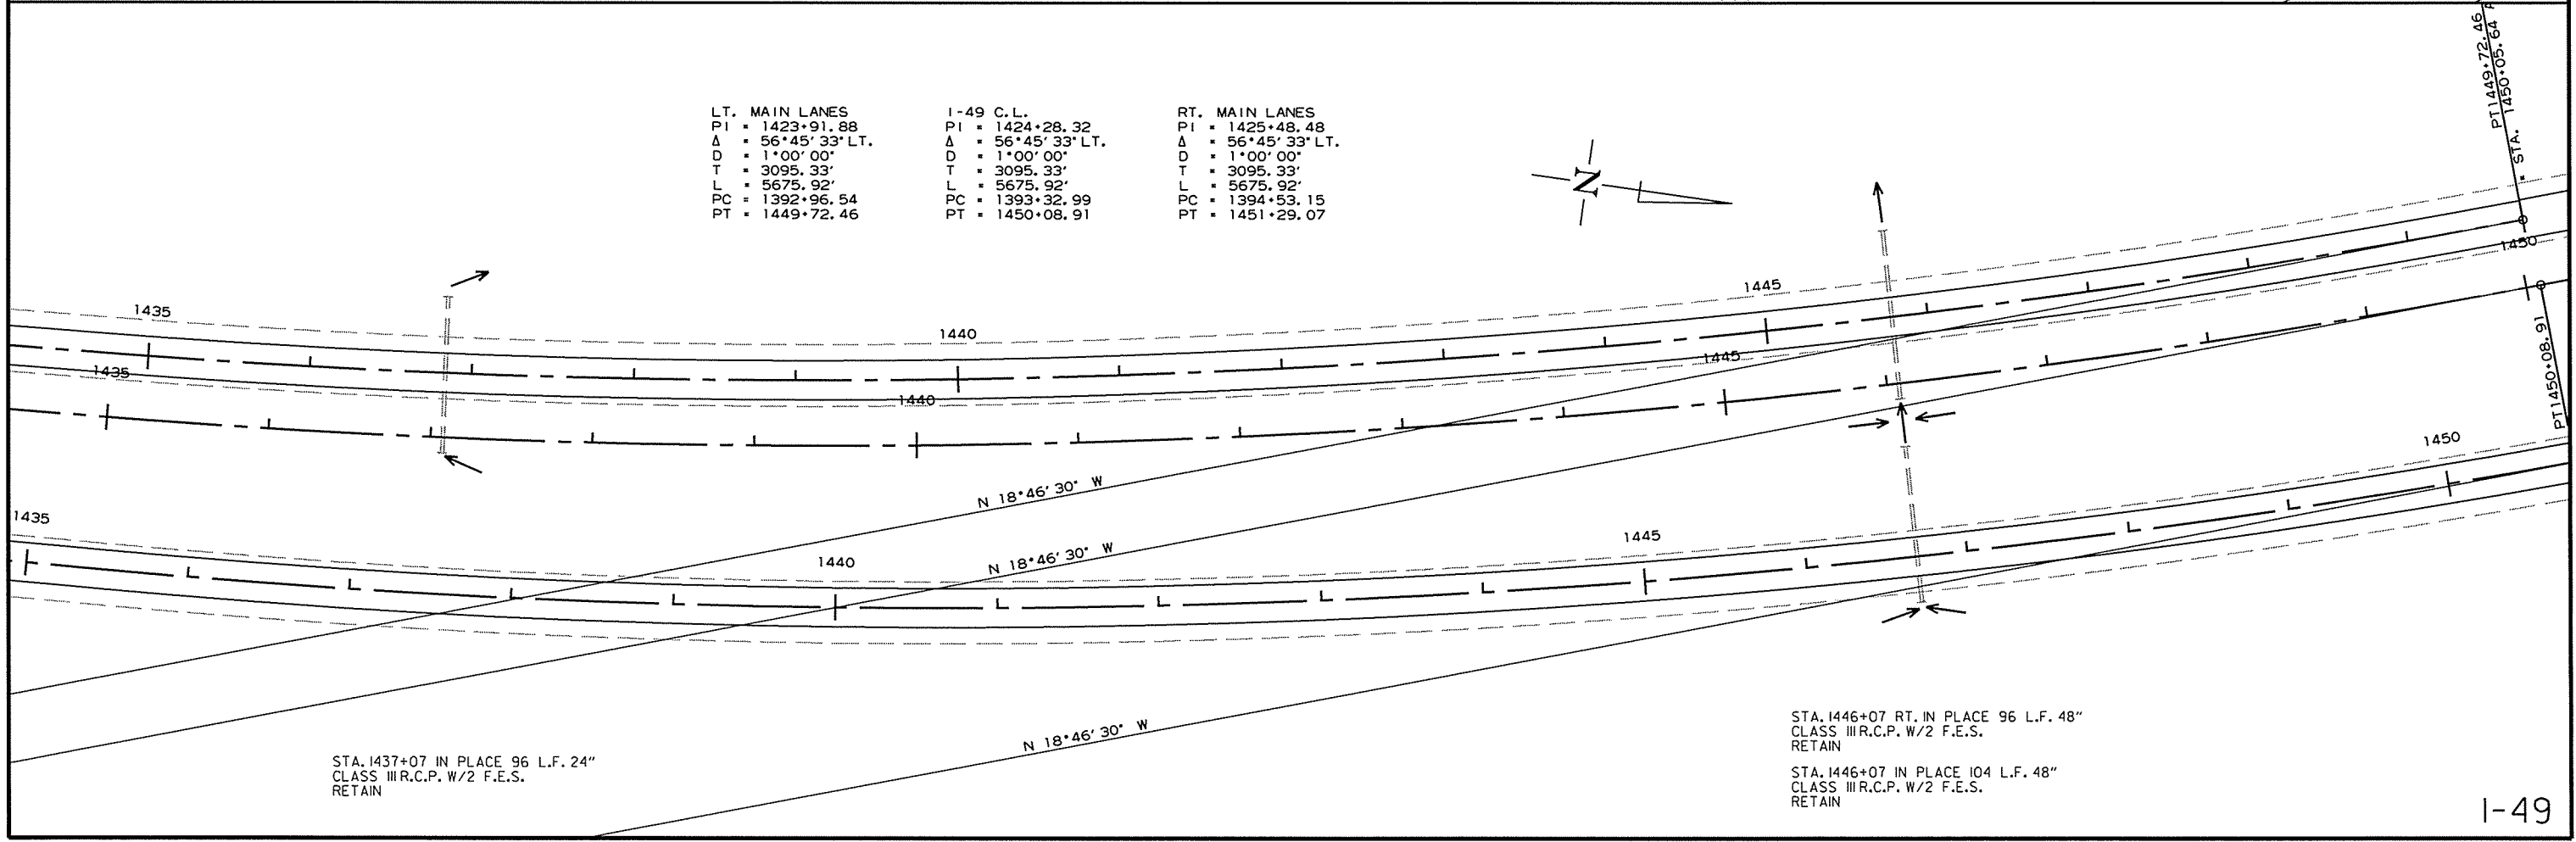 LT. MAIN LANES
PI = 1423+91.88
Δ = 56°45'33" LT.
D = 1°00'00"
T = 3095.33'
L = 5675.92'
PC = 1392+96.54
PT = 1449+72.46
I-49 C.L.
PI = 1424+28.32
Δ = 56°45'33" LT.
D = 1°00'00"
T = 3095.33'
L = 5675.92'
PC = 1393+32.99
PT = 1450+08.91
RT. MAIN LANES
PI = 1425+48.48
Δ = 56°45'33" LT.
D = 1°00'00"
T = 3095.33'
L = 5675.92'
PC = 1394+53.15
PT = 1451+29.07
N
PT1449+72.46
= STA. 1450+05.64
1435
1440
1445
1450
1435
1440
1445
PT1450+08.91
1435
1440
1445
1450
N 18°46'30" W
N 18°46'30" W
N 18°46'30" W
STA. 1437+07 IN PLACE 96 L.F. 24"
CLASS III R.C.P. W/2 F.E.S.
RETAIN
STA. 1446+07 RT. IN PLACE 96 L.F. 48"
CLASS III R.C.P. W/2 F.E.S.
RETAIN
STA. 1446+07 IN PLACE 104 L.F. 48"
CLASS III R.C.P. W/2 F.E.S.
RETAIN
I-49